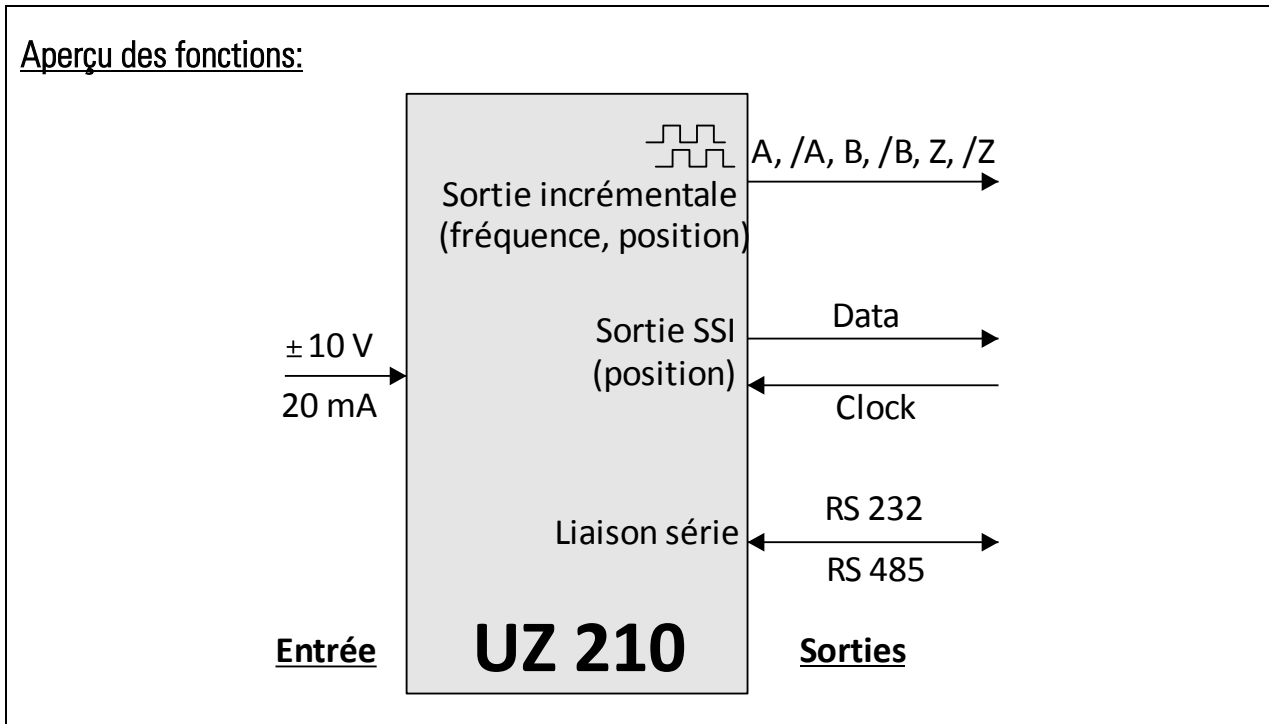 Aperçu des fonctions:
A, /A, B, /B, Z, /Z
Sortie incrémentale
(fréquence, position)
± 10 V
20 mA
Sortie SSI
(position)
Data
Clock
Liaison série
RS 232
RS 485
Entrée
UZ 210
Sorties